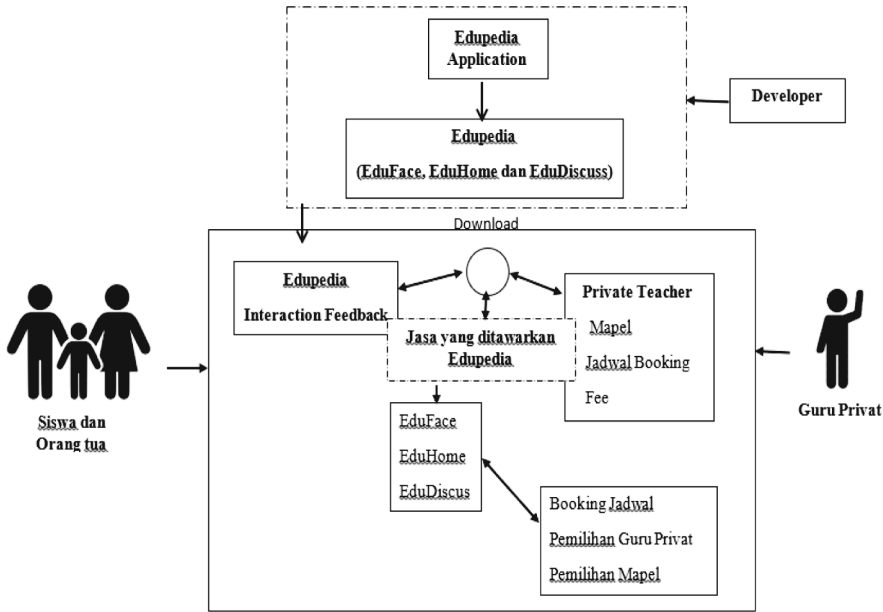 Edupedia
Application
Developer
Edupedia
(EduFace, EduHome dan EduDiscuss)
Download
Edupedia
Interaction Feedback
Private Teacher
Mapel
Jadwal Booking
Fee
Jasa yang ditawarkan
Edupedia
Siswa dan
Orang tua
Guru Privat
EduFace
EduHome
EduDiscus
Booking Jadwal
Pemilihan Guru Privat
Pemilihan Mapel